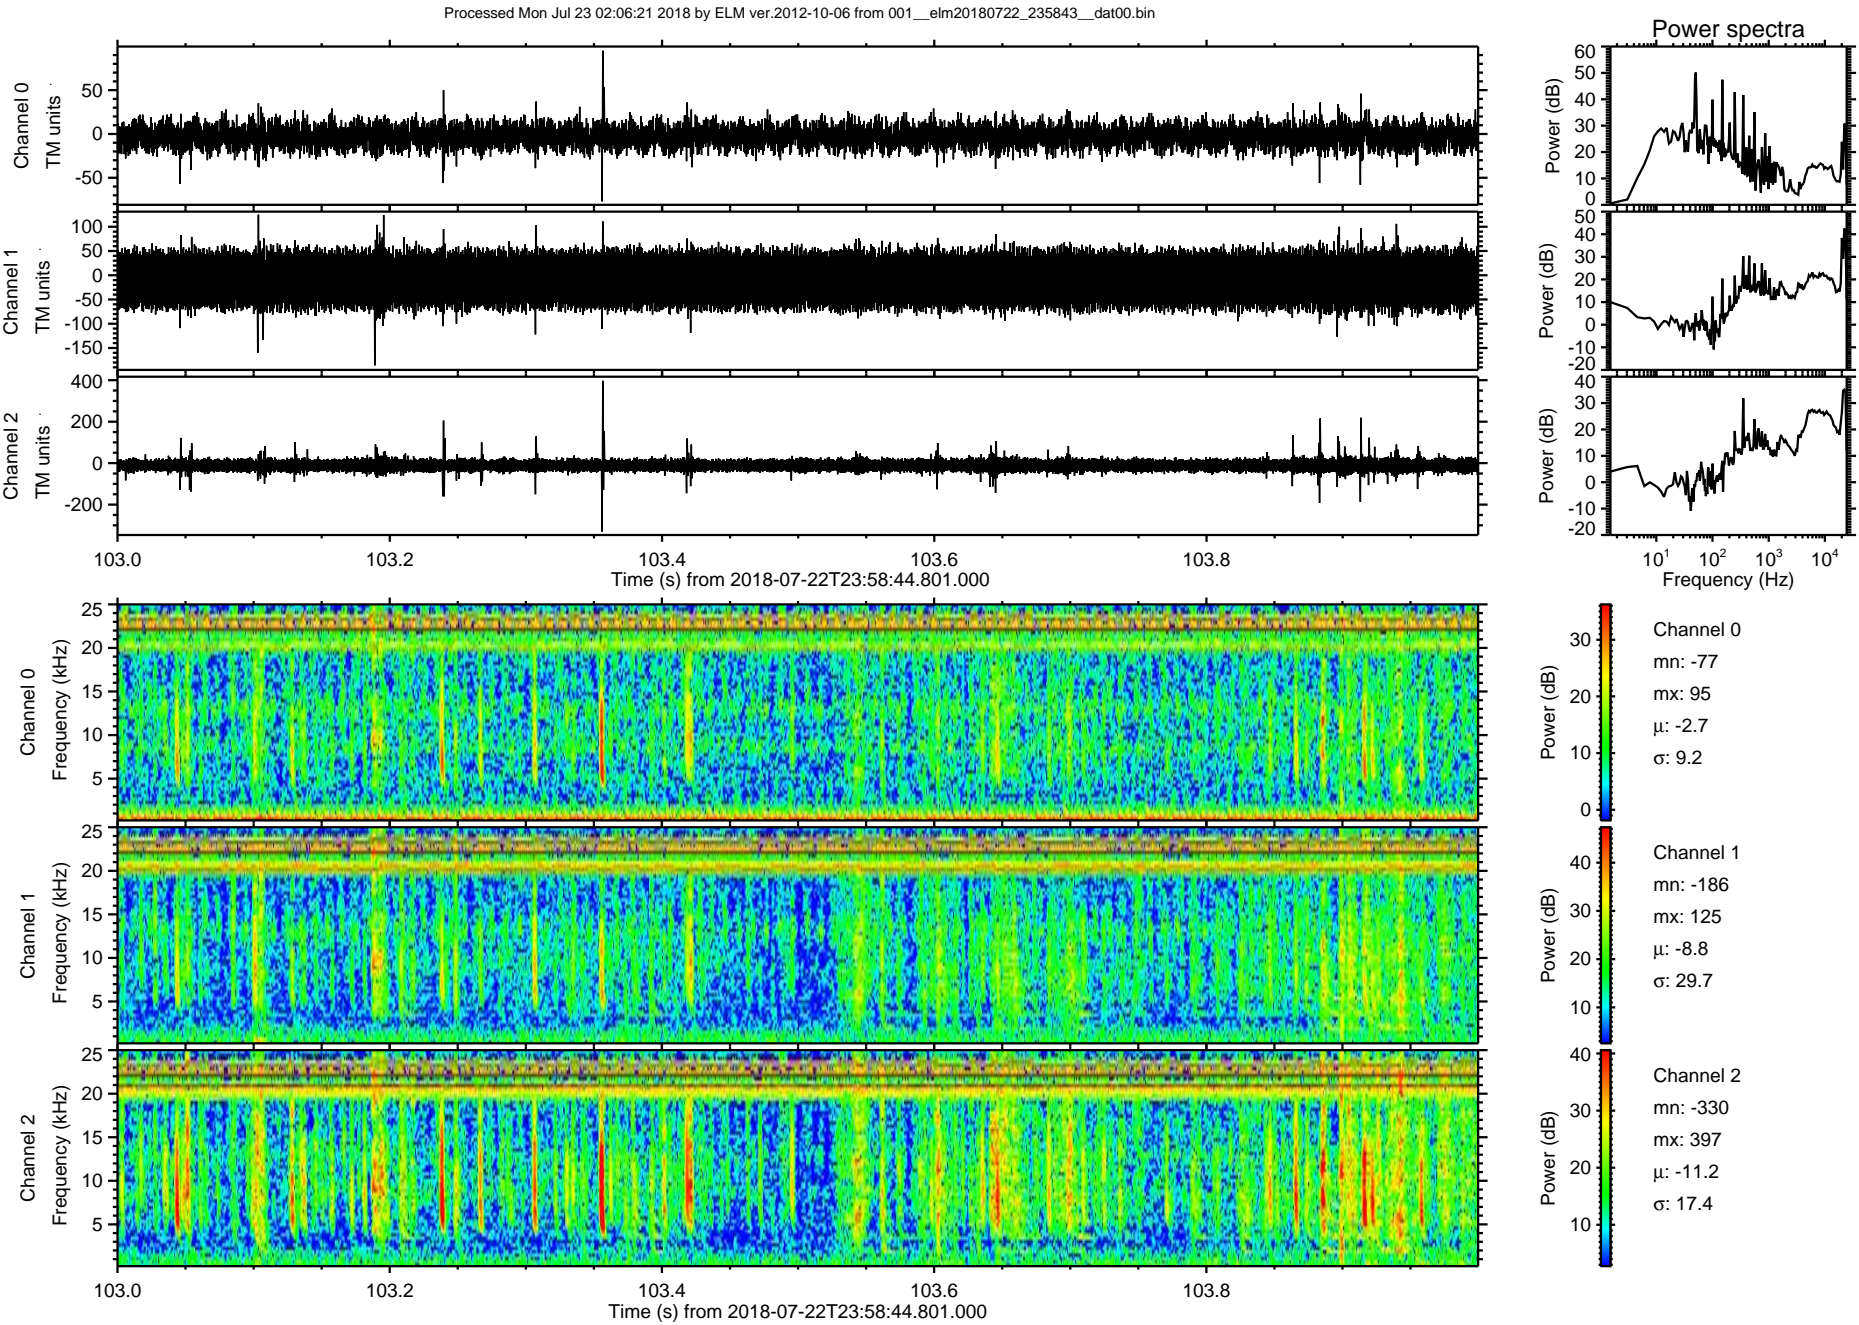 Processed Mon Jul 23 02:06:21 2018 by ELM ver.2012-10-06 from 001__elm20180722_235843__dat00.bin
Power spectra
Channel 0
TM units
50
0
-50
Power (dB)
60
50
40
30
20
10
0
Channel 1
TM units
100
50
0
-50
-100
-150
Power (dB)
50
40
30
20
10
0
-10
-20
Channel 2
TM units
400
200
0
-200
Power (dB)
40
30
20
10
0
-10
-20
103.0 103.2 103.4 103.6 103.8
Time (s) from 2018-07-22T23:58:44.801.000
10¹ 10² 10³ 10⁴
Frequency (Hz)
Channel 0
Frequency (kHz)
25
20
15
10
5
Power (dB)
30
20
10
0
Channel 0
mn: -77
mx: 95
µ: -2.7
σ: 9.2
Channel 1
Frequency (kHz)
25
20
15
10
5
Power (dB)
40
30
20
10
Channel 1
mn: -186
mx: 125
µ: -8.8
σ: 29.7
Channel 2
Frequency (kHz)
25
20
15
10
5
Power (dB)
40
30
20
10
Channel 2
mn: -330
mx: 397
µ: -11.2
σ: 17.4
103.0 103.2 103.4 103.6 103.8
Time (s) from 2018-07-22T23:58:44.801.000